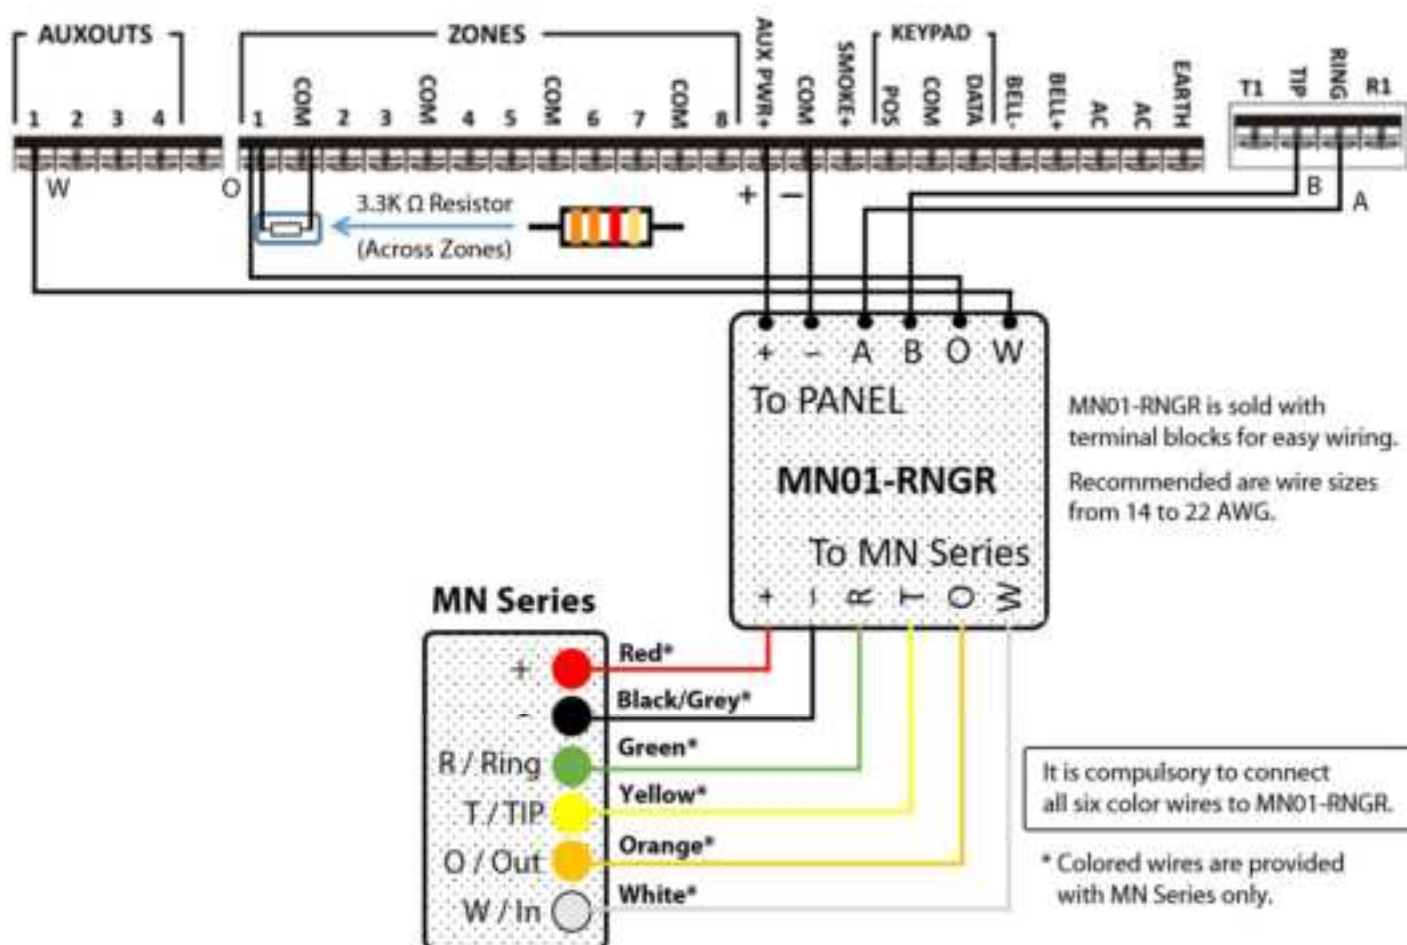 AUXOUTS
ZONES
KEYPAD
1 2 3 4
1 COM 2 3 COM 4 5 COM 6 7 COM 8 AUX PWR+ COM SMOKE+ POS COM DATA BELL- BELL+ AC AC EARTH
T1 TIP RING R1
W
O
+ −
B
A
3.3K Ω Resistor
(Across Zones)
+ − A B O W
To PANEL
MN01-RNGR
To MN Series
+ − R T O W
MN01-RNGR is sold with
terminal blocks for easy wiring.
Recommended are wire sizes
from 14 to 22 AWG.
MN Series
+ Red*
- Black/Grey*
R / Ring Green*
T / TIP Yellow*
O / Out Orange*
W / In White*
It is compulsory to connect
all six color wires to MN01-RNGR.
* Colored wires are provided
with MN Series only.